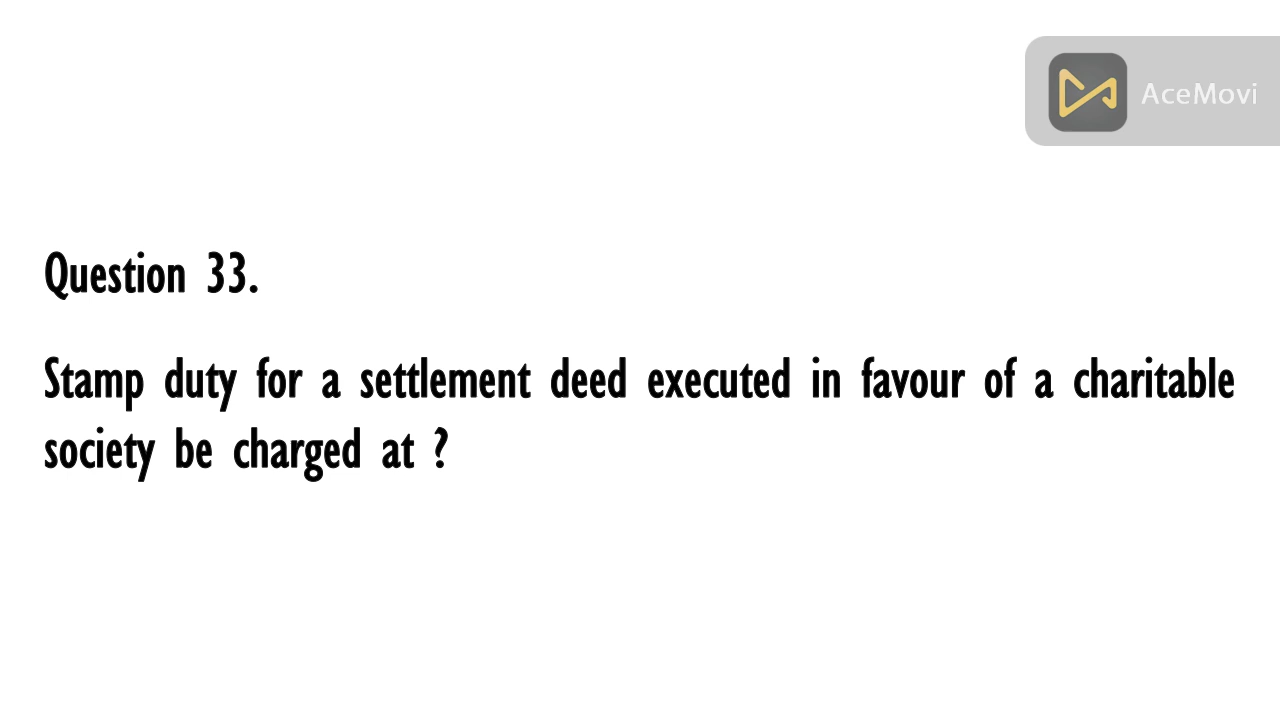 AceMovi
Question 33.
Stamp duty for a settlement deed executed in favour of a charitable
society be charged at ?